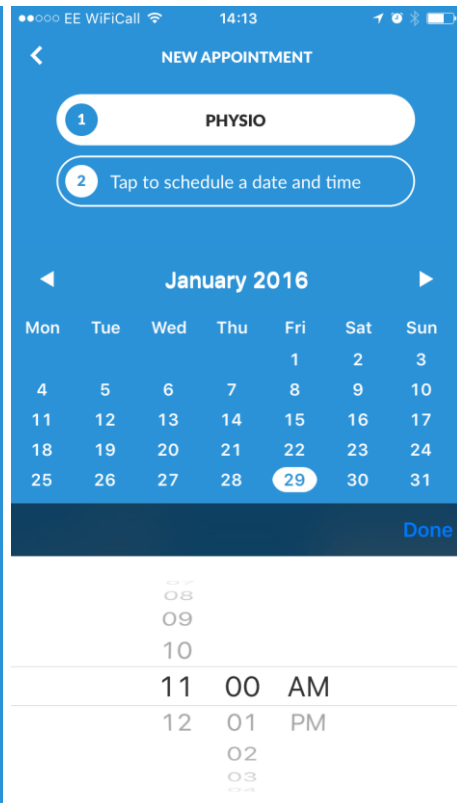 EE WiFiCall 14:13
NEW APPOINTMENT
1 PHYSIO
2 Tap to schedule a date and time
January 2016
Mon Tue Wed Thu Fri Sat Sun
1 2 3
4 5 6 7 8 9 10
11 12 13 14 15 16 17
18 19 20 21 22 23 24
25 26 27 28 29 30 31
Done
07
08
09
10
11 00 AM
12 01 PM
02
03
04